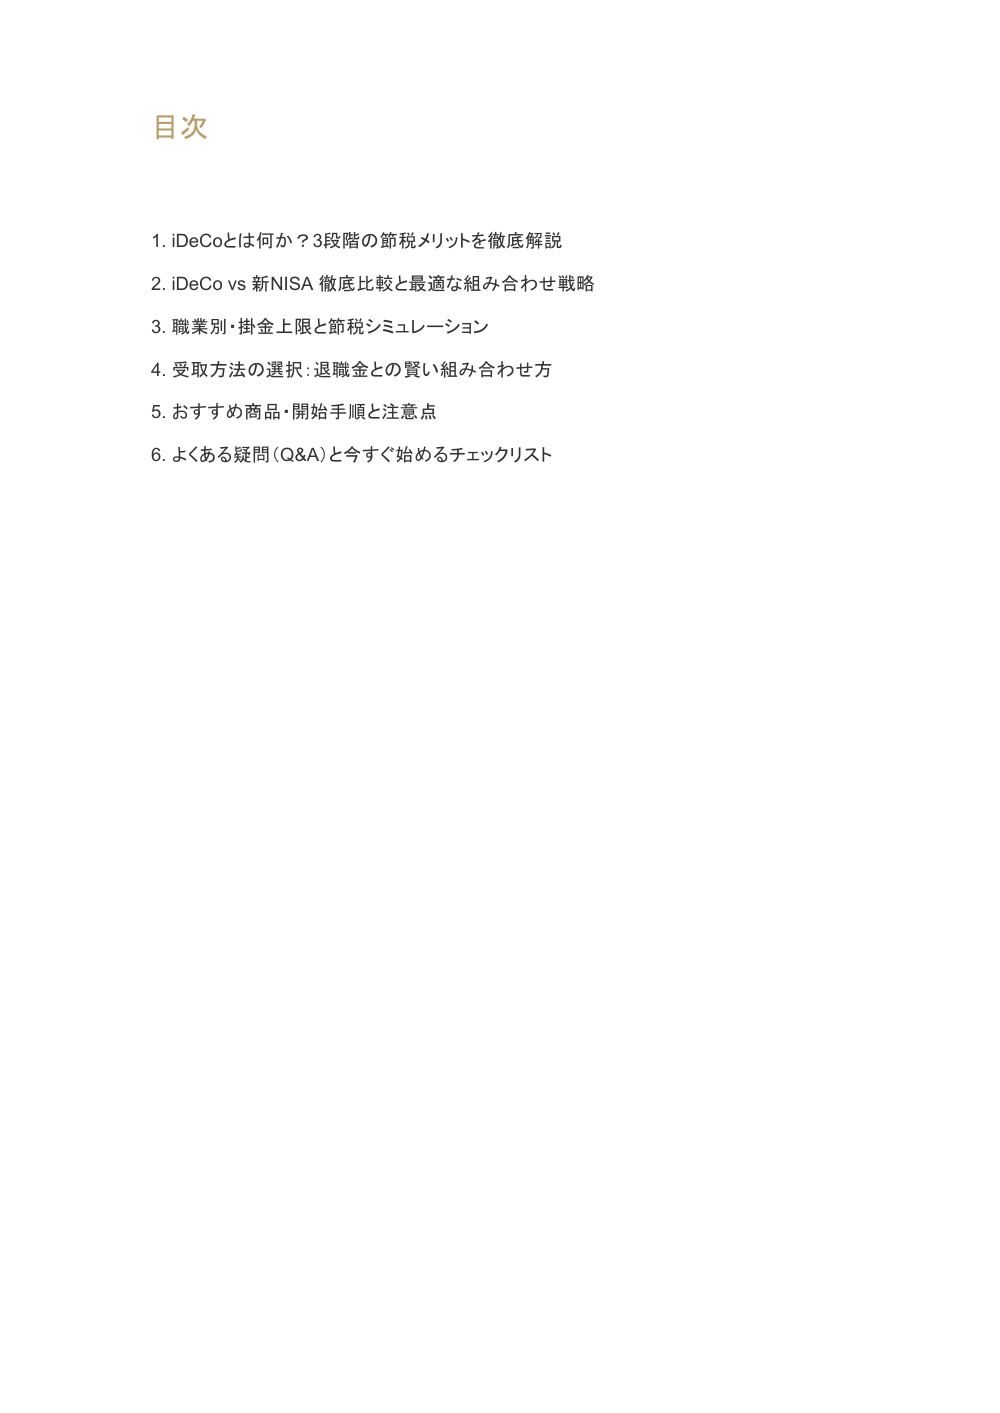 目次
1. iDeCoとは何か？3段階の節税メリットを徹底解説
2. iDeCo vs 新NISA 徹底比較と最適な組み合わせ戦略
3. 職業別・掛金上限と節税シミュレーション
4. 受取方法の選択：退職金との賢い組み合わせ方
5. おすすめ商品・開始手順と注意点
6. よくある疑問（Q&A）と今すぐ始めるチェックリスト